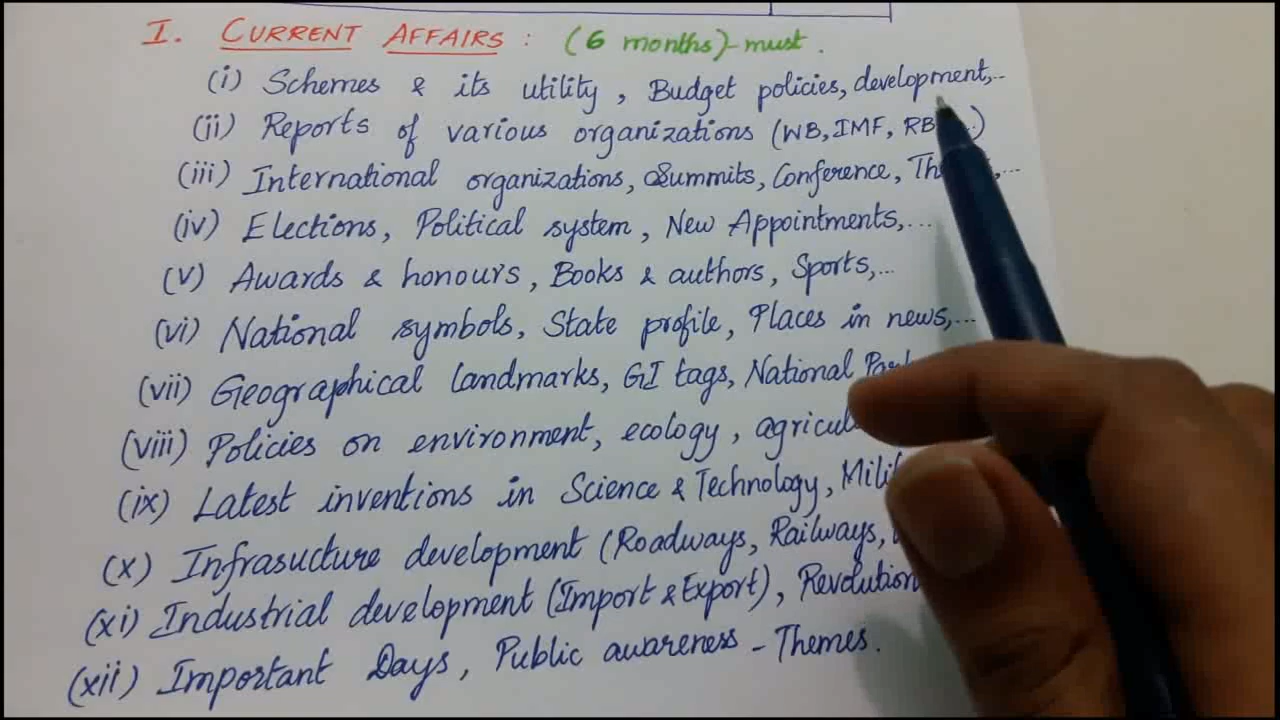 I. CURRENT AFFAIRS : (6 months)-must.
(i) Schemes & its utility, Budget policies, development,..
(ii) Reports of various organizations (WB, IMF,
(iii) International organizations, Summits, Conference,
(iv) Elections, Political system, New Appointments,...
(v) Awards & honours, Books & authors, Sports,...
(vi) National symbols, State profile, Places in news,...
(vii) Geographical landmarks, GI tags, National
(viii) Policies on environment, ecology,
(ix) Latest inventions in Science & Technology,
(x) Infrasucture development (Roadways, Railways,
(xi) Industrial development (Import & Export), Revolution
(xii) Important Days, Public awareness - Themes.